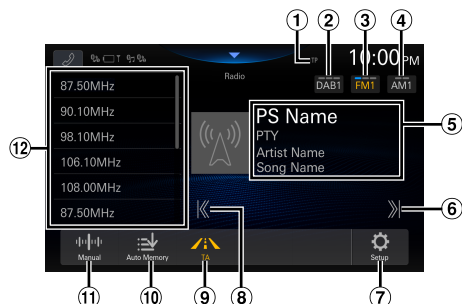 1 2 3 4
TP 10:00PM
Radio
DAB1 FM1 AM1
87.50MHz
90.10MHz
98.10MHz
106.10MHz
108.00MHz
87.50MHz
PS Name
PTY
Artist Name
Song Name
5
12
6
Manual Auto Memory TA Setup
11 10 9 8 7